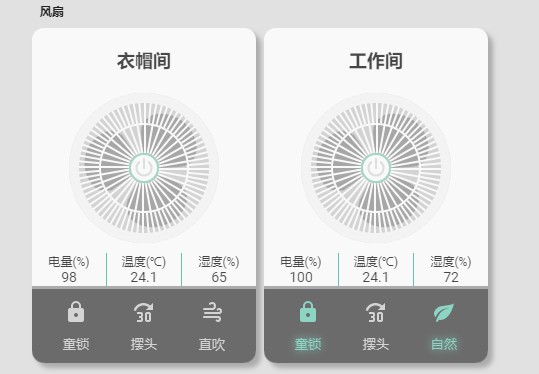 风扇
衣帽间
电量(%) 温度(℃) 湿度(%)
98 24.1 65
30
童锁 摆头 直吹
工作间
电量(%) 温度(℃) 湿度(%)
100 24.1 72
30
童锁 摆头 自然